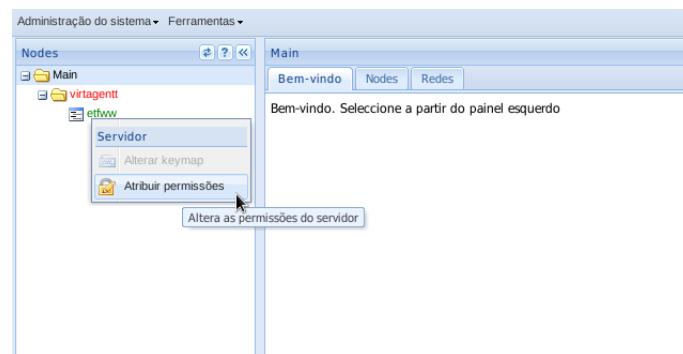 Administração do sistema Ferramentas
Nodes ? Main
Main
Bem-vindo Nodes Redes
virtagentt
Bem-vindo. Seleccione a partir do painel esquerdo
etfww
Servidor
Alterar keymap
Atribuir permissões
Altera as permissões do servidor